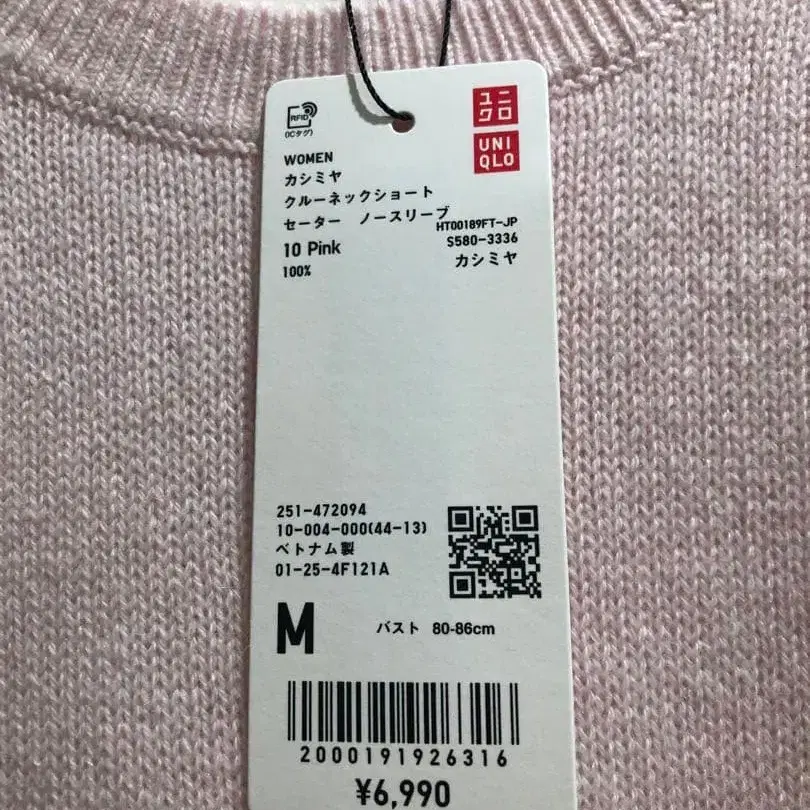 RFID
(ICタグ)
ユニ
クロ
UNI
QLO
WOMEN
カシミヤ
クルーネックショート
セーター ノースリーブ
HT00189FT-JP
10 Pink
S580-3336
100%
カシミヤ
251-472094
10-004-000(44-13)
ベトナム製
01-25-4F121A
M バスト 80-86cm
2000191926316
¥6,990